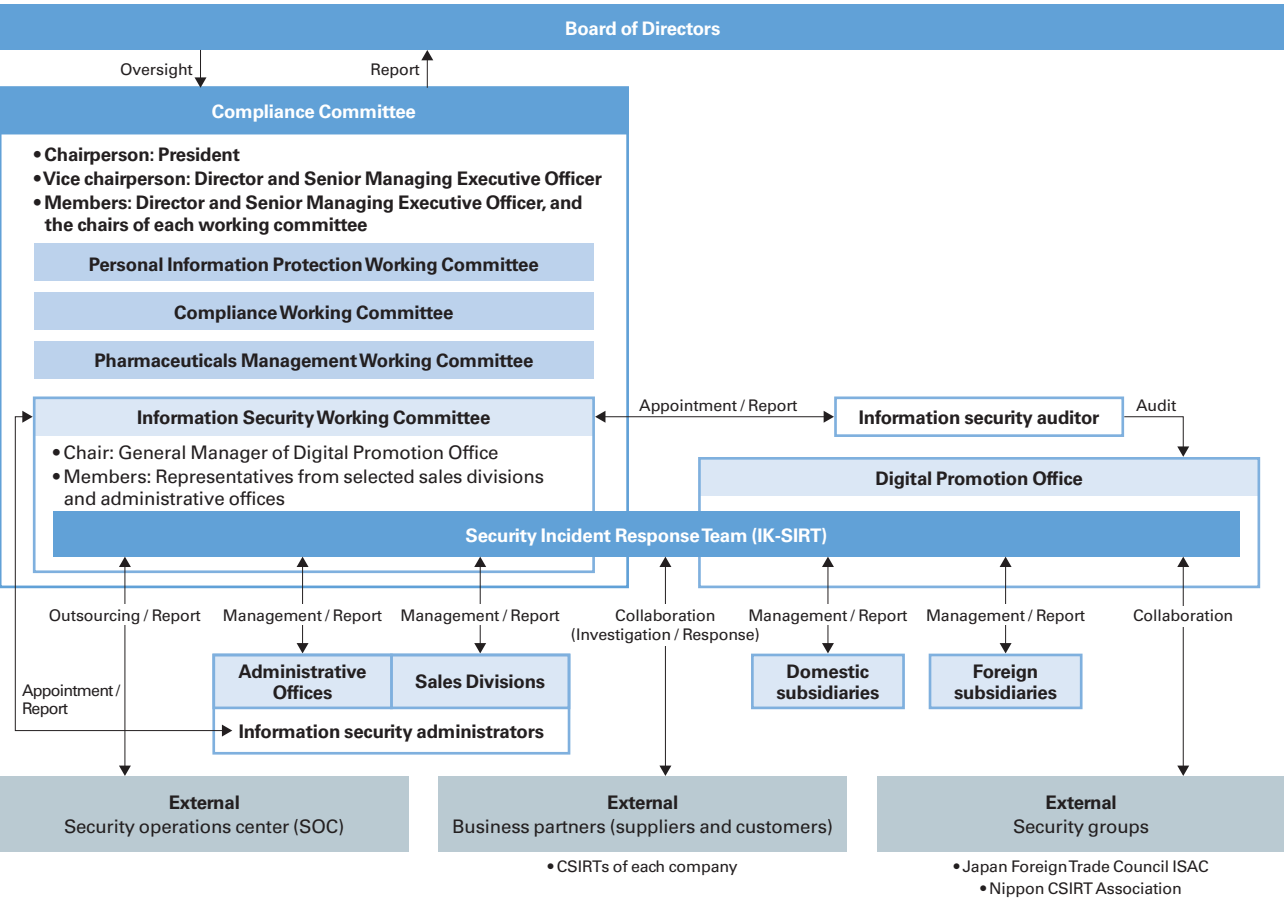 Board of Directors
Oversight
Report
Compliance Committee
• Chairperson: President
• Vice chairperson: Director and Senior Managing Executive Officer
• Members: Director and Senior Managing Executive Officer, and
the chairs of each working committee
Personal Information Protection Working Committee
Compliance Working Committee
Pharmaceuticals Management Working Committee
Information Security Working Committee
• Chair: General Manager of Digital Promotion Office
• Members: Representatives from selected sales divisions
and administrative offices
Appointment / Report
Information security auditor
Audit
Digital Promotion Office
Security Incident Response Team (IK-SIRT)
Outsourcing / Report
Management / Report
Management / Report
Collaboration
(Investigation / Response)
Management / Report
Management / Report
Collaboration
Administrative
Offices
Sales Divisions
Domestic
subsidiaries
Foreign
subsidiaries
Appointment /
Report
Information security administrators
External
Security operations center (SOC)
External
Business partners (suppliers and customers)
• CSIRTs of each company
External
Security groups
• Japan Foreign Trade Council ISAC
• Nippon CSIRT Association